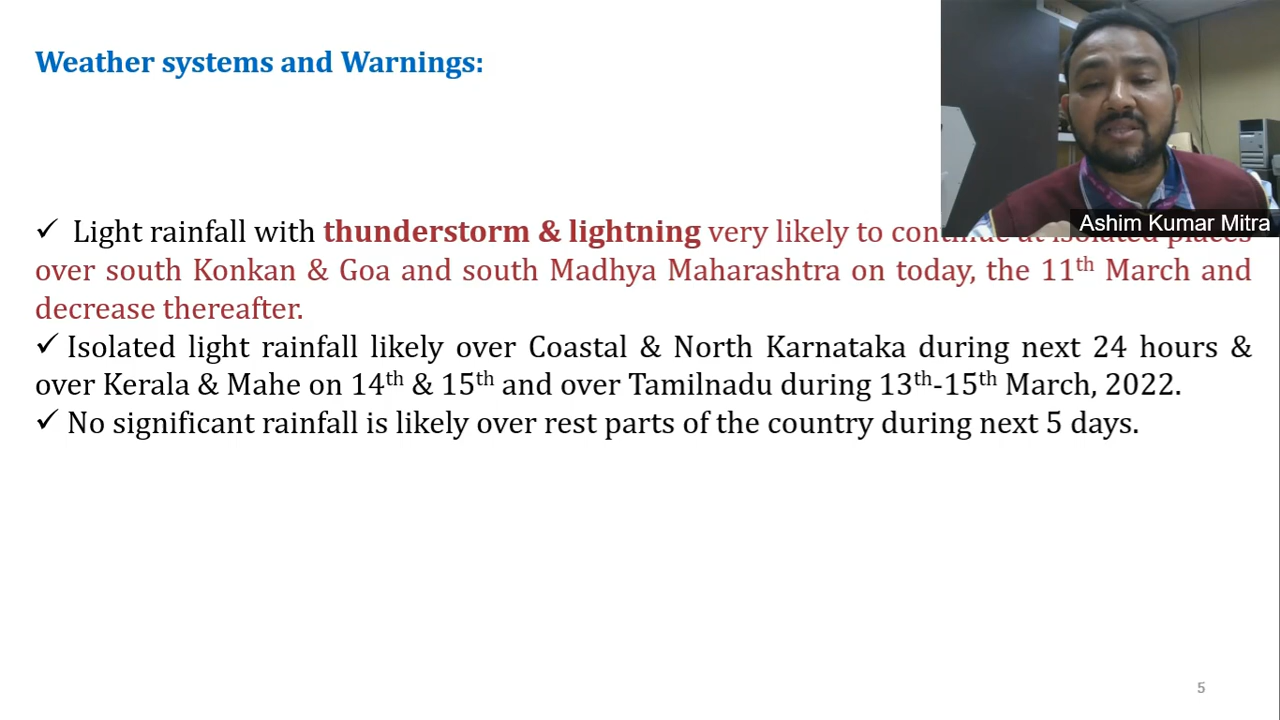 Weather systems and Warnings:
Ashim Kumar Mitra
✓ Light rainfall with thunderstorm & lightning very likely to continue at isolated places
over south Konkan & Goa and south Madhya Maharashtra on today, the 11th March and
decrease thereafter.
✓ Isolated light rainfall likely over Coastal & North Karnataka during next 24 hours &
over Kerala & Mahe on 14th & 15th and over Tamilnadu during 13th-15th March, 2022.
✓ No significant rainfall is likely over rest parts of the country during next 5 days.
5